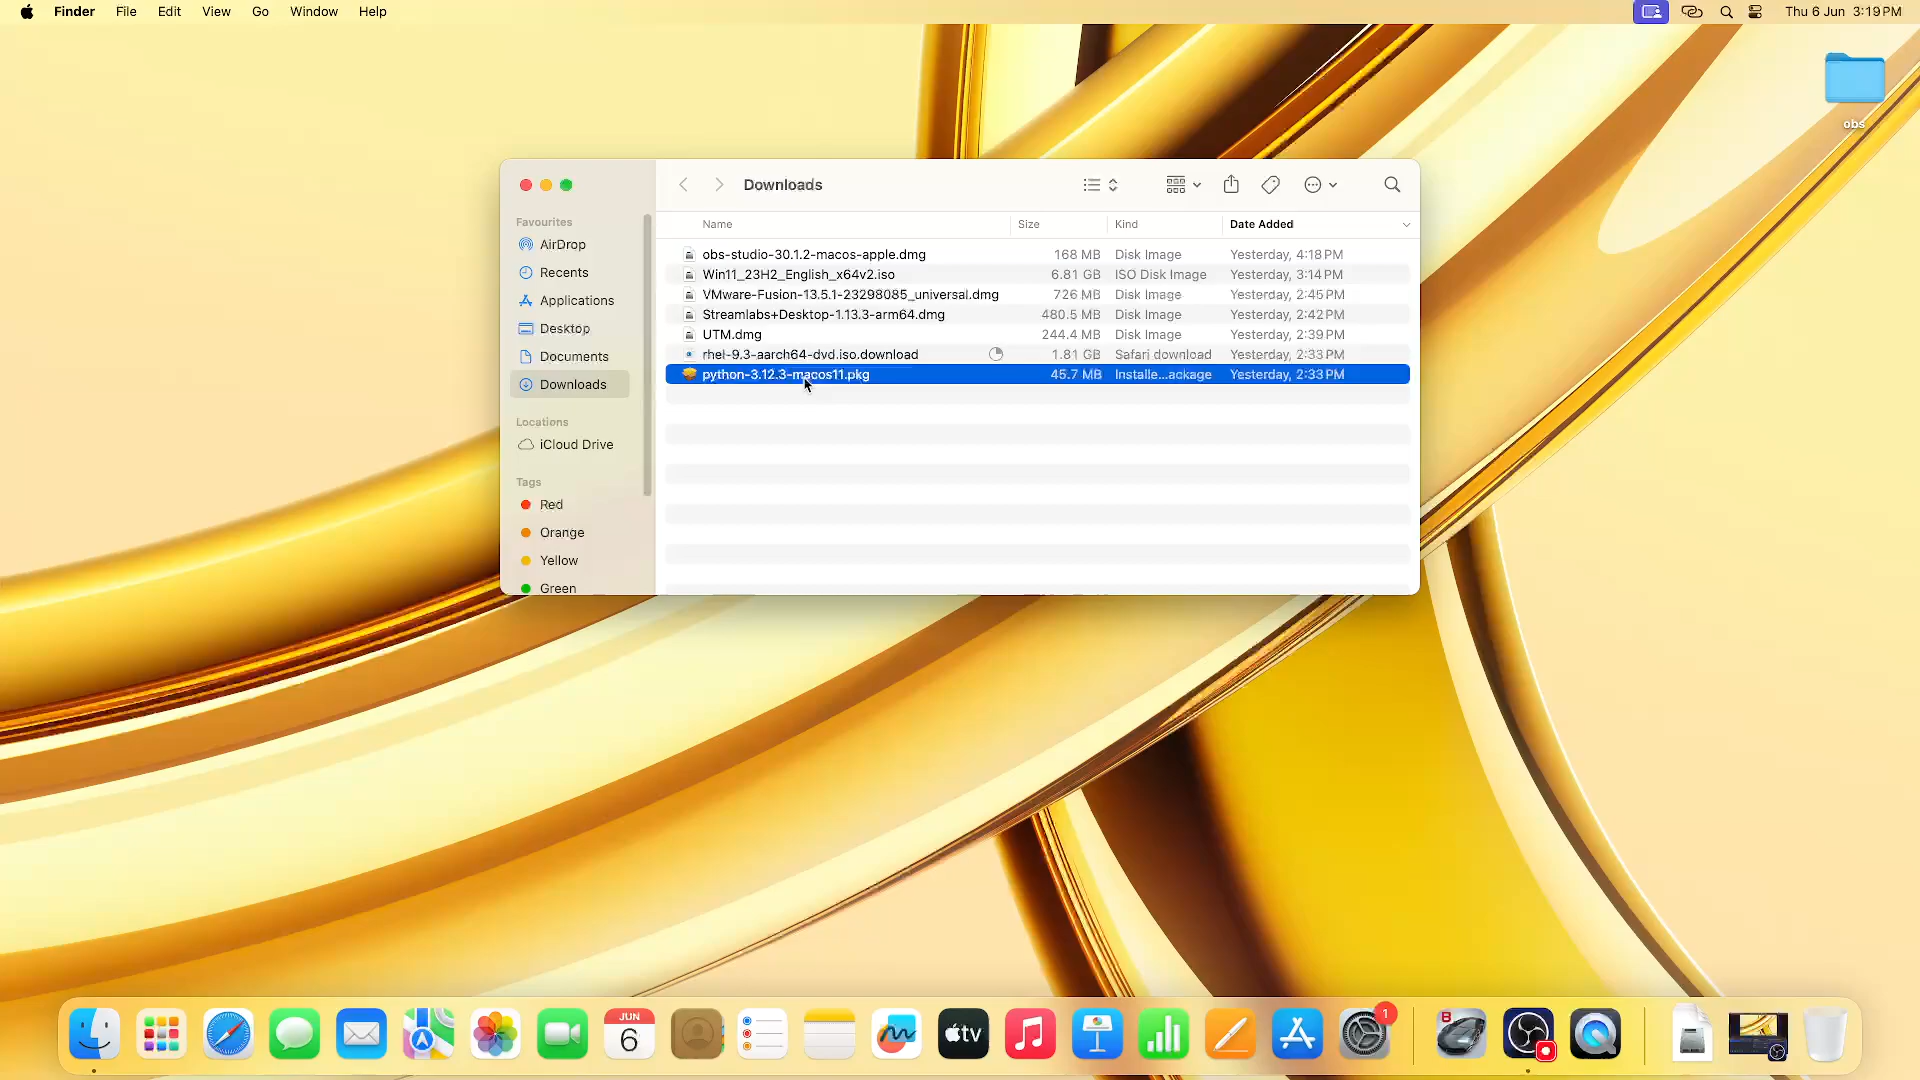 Finder File Edit View Go Window Help Thu 6 Jun 3:19 PM
obs
Downloads
Favourites
AirDrop
Recents
Applications
Desktop
Documents
Downloads
Locations
iCloud Drive
Tags
Red
Orange
Yellow
Green
Name Size Kind Date Added
obs-studio-30.1.2-macos-apple.dmg 168 MB Disk Image Yesterday, 4:18 PM
Win11_23H2_English_x64v2.iso 6.81 GB ISO Disk Image Yesterday, 3:14 PM
VMware-Fusion-13.5.1-23298085_universal.dmg 726 MB Disk Image Yesterday, 2:45 PM
Streamlabs+Desktop-1.13.3-arm64.dmg 480.5 MB Disk Image Yesterday, 2:42 PM
UTM.dmg 244.4 MB Disk Image Yesterday, 2:39 PM
rhel-9.3-aarch64-dvd.iso.download 1.81 GB Safari download Yesterday, 2:33 PM
python-3.12.3-macos11.pkg 45.7 MB Installe...ackage Yesterday, 2:33 PM
JUN
6
tv
1
B